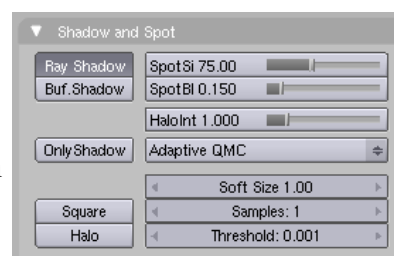 Shadow and Spot
Ray Shadow SpotSi 75.00
Buf.Shadow SpotBl 0.150
HaloInt 1.000
OnlyShadow Adaptive QMC
Soft Size 1.00
Square Samples: 1
Halo Threshold: 0.001